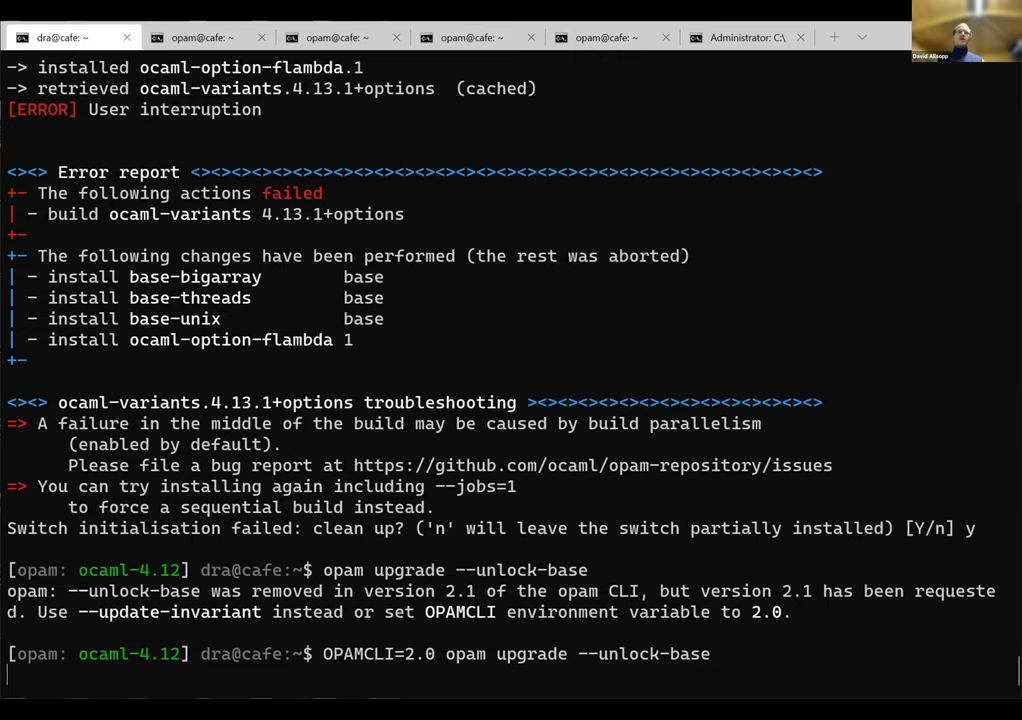 dra@cafe: ~
opam@cafe: ~
opam@cafe: ~
opam@cafe: ~
opam@cafe: ~
Administrator: C:\
David Allsopp
-> installed ocaml-option-flambda.1
-> retrieved ocaml-variants.4.13.1+options  (cached)
[ERROR] User interruption
<><> Error report <><><><><><><><><><><><><><><><><><><><><><><><><><><><><><><>
+- The following actions failed
| - build ocaml-variants 4.13.1+options
+-
+- The following changes have been performed (the rest was aborted)
| - install base-bigarray        base
| - install base-threads         base
| - install base-unix            base
| - install ocaml-option-flambda 1
+-
<><> ocaml-variants.4.13.1+options troubleshooting ><><><><><><><><><><><><><><>
=> A failure in the middle of the build may be caused by build parallelism
(enabled by default).
Please file a bug report at https://github.com/ocaml/opam-repository/issues
=> You can try installing again including --jobs=1
to force a sequential build instead.
Switch initialisation failed: clean up? ('n' will leave the switch partially installed) [Y/n] y
[opam: ocaml-4.12] dra@cafe:~$ opam upgrade --unlock-base
opam: --unlock-base was removed in version 2.1 of the opam CLI, but version 2.1 has been requeste
d. Use --update-invariant instead or set OPAMCLI environment variable to 2.0.
[opam: ocaml-4.12] dra@cafe:~$ OPAMCLI=2.0 opam upgrade --unlock-base